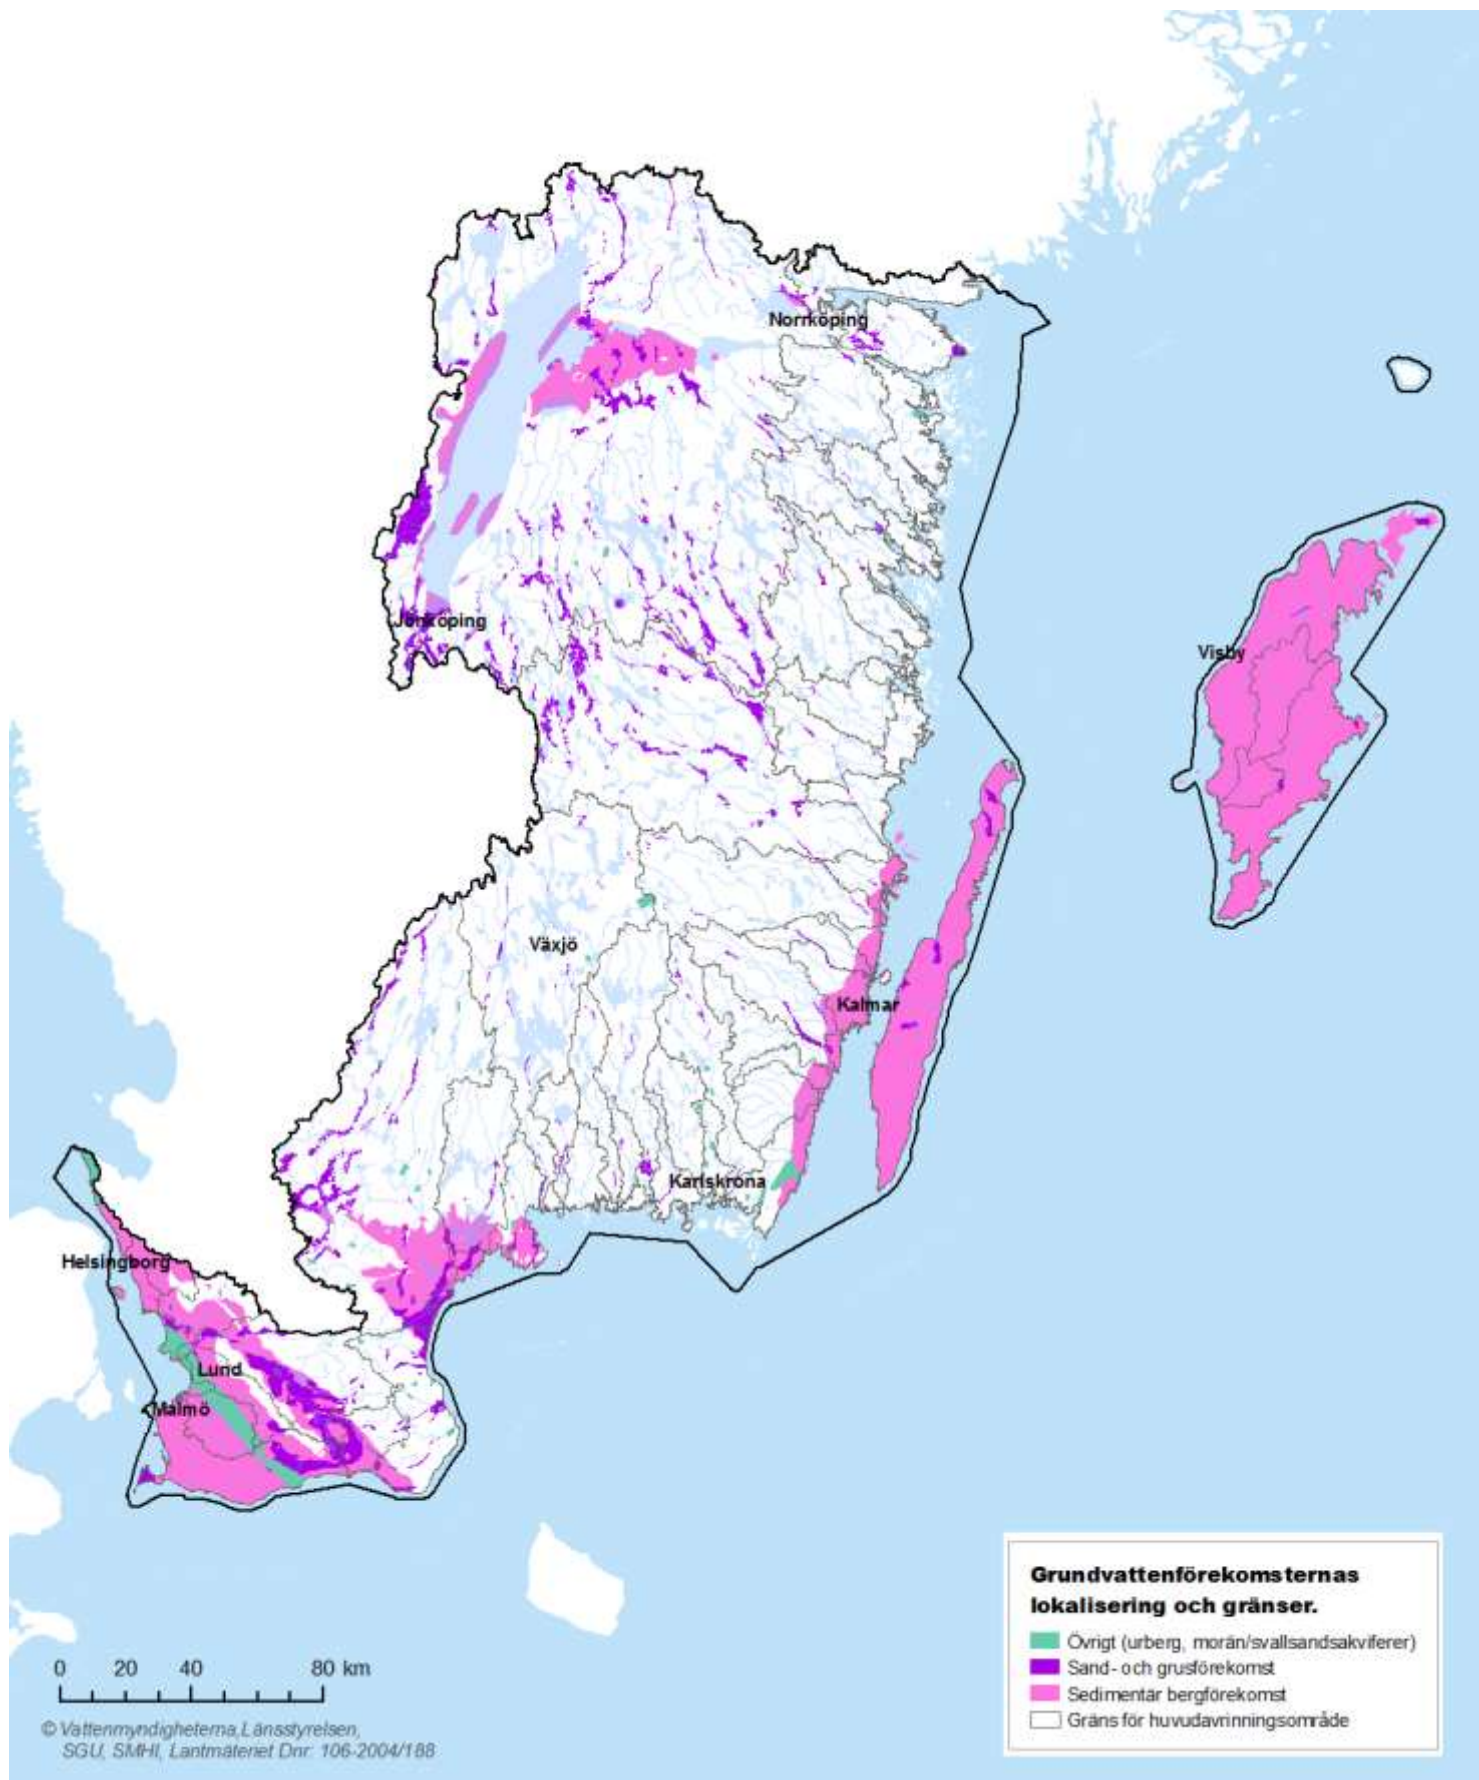 Norrköping
Jönköping
Visby
Växjö
Kalmar
Karlskrona
Helsingborg
Lund
Malmö
Grundvattenförekomsternas
lokalisering och gränser.
Övrigt (urberg, morän/svallsandsakviferer)
Sand- och grusförekomst
Sedimentär bergförekomst
Gräns för huvudavrinningsområde
0 20 40 80 km
© Vattenmyndigheterna, Länsstyrelsen,
SGU, SMHI, Lantmäteriet Dnr: 106-2004/188